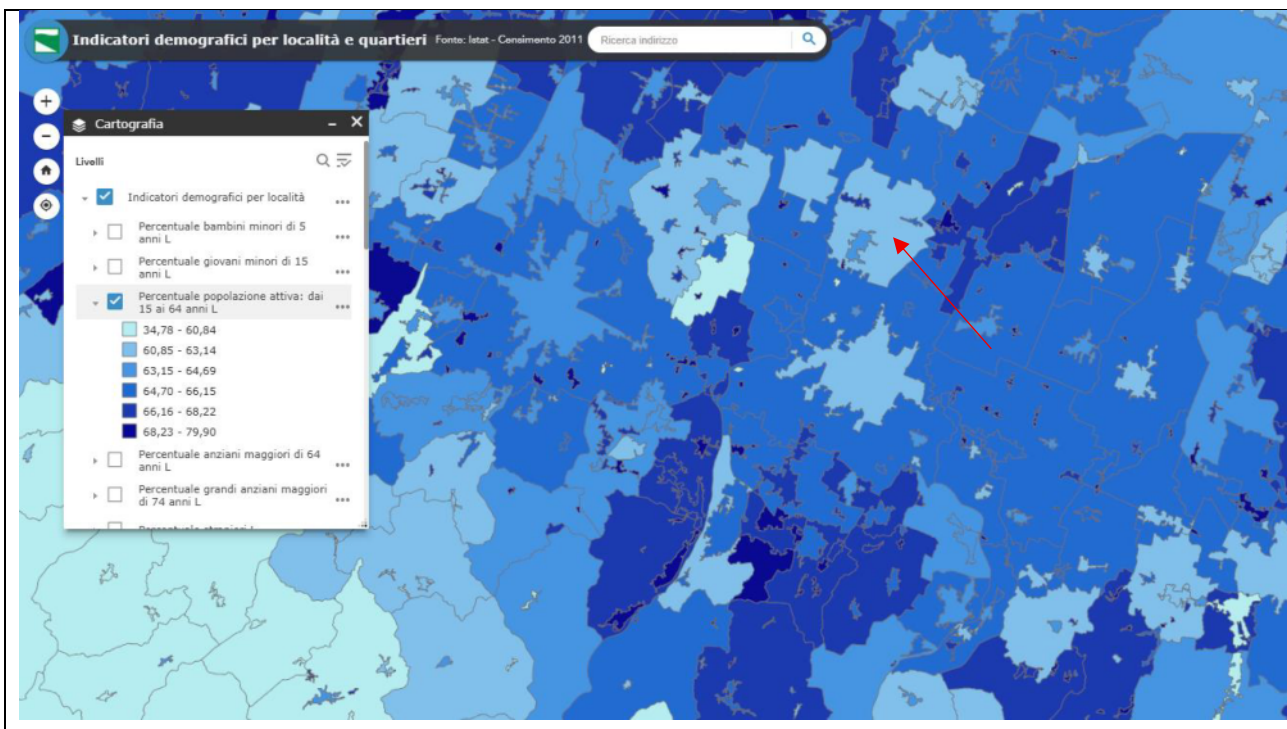 Indicatori demografici per località e quartieri Fonte: Istat - Censimento 2011 Ricerca indirizzo
Cartografia
Livelli
Indicatori demografici per località
Percentuale bambini minori di 5
anni L
Percentuale giovani minori di 15
anni L
Percentuale popolazione attiva: dai
15 ai 64 anni L
34,78 - 60,84
60,85 - 63,14
63,15 - 64,69
64,70 - 66,15
66,16 - 68,22
68,23 - 79,90
Percentuale anziani maggiori di 64
anni L
Percentuale grandi anziani maggiori
di 74 anni L